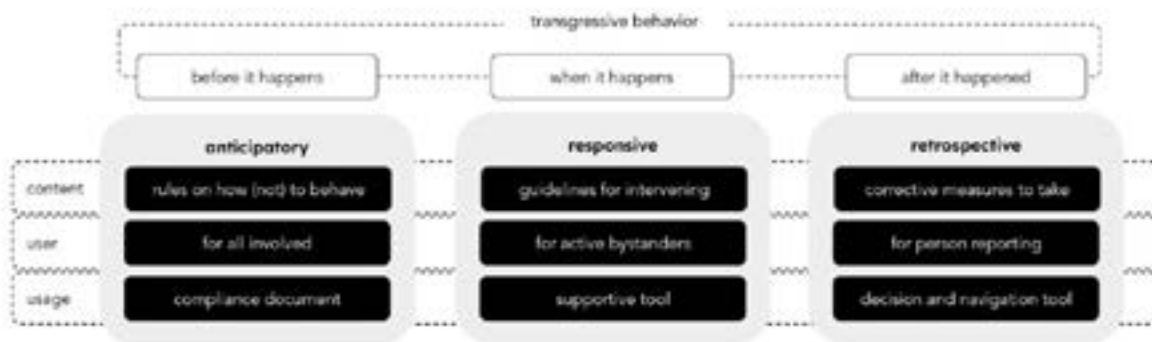 transgressive behavior
before it happens
when it happens
after it happened
anticipatory
responsive
retrospective
content
rules on how (not) to behave
guidelines for intervening
corrective measures to take
user
for all involved
for active bystanders
for person reporting
usage
compliance document
supportive tool
decision and navigation tool